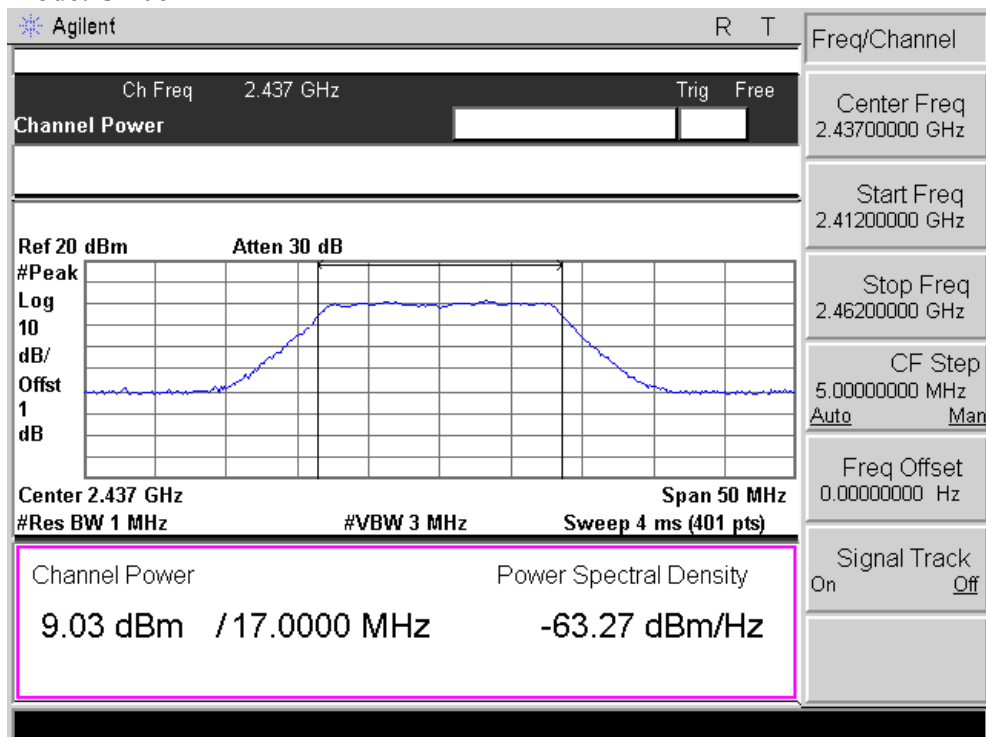 Agilent R T
Freq/Channel
Ch Freq 2.437 GHz Trig Free
Channel Power
Center Freq
2.43700000 GHz
Start Freq
2.41200000 GHz
Stop Freq
2.46200000 GHz
CF Step
5.00000000 MHz
Auto Man
Freq Offset
0.00000000 Hz
Signal Track
On Off
Ref 20 dBm Atten 30 dB
#Peak
Log
10
dB/
Offst
1
dB
Center 2.437 GHz Span 50 MHz
#Res BW 1 MHz #VBW 3 MHz Sweep 4 ms (401 pts)
Channel Power Power Spectral Density
9.03 dBm / 17.0000 MHz -63.27 dBm/Hz